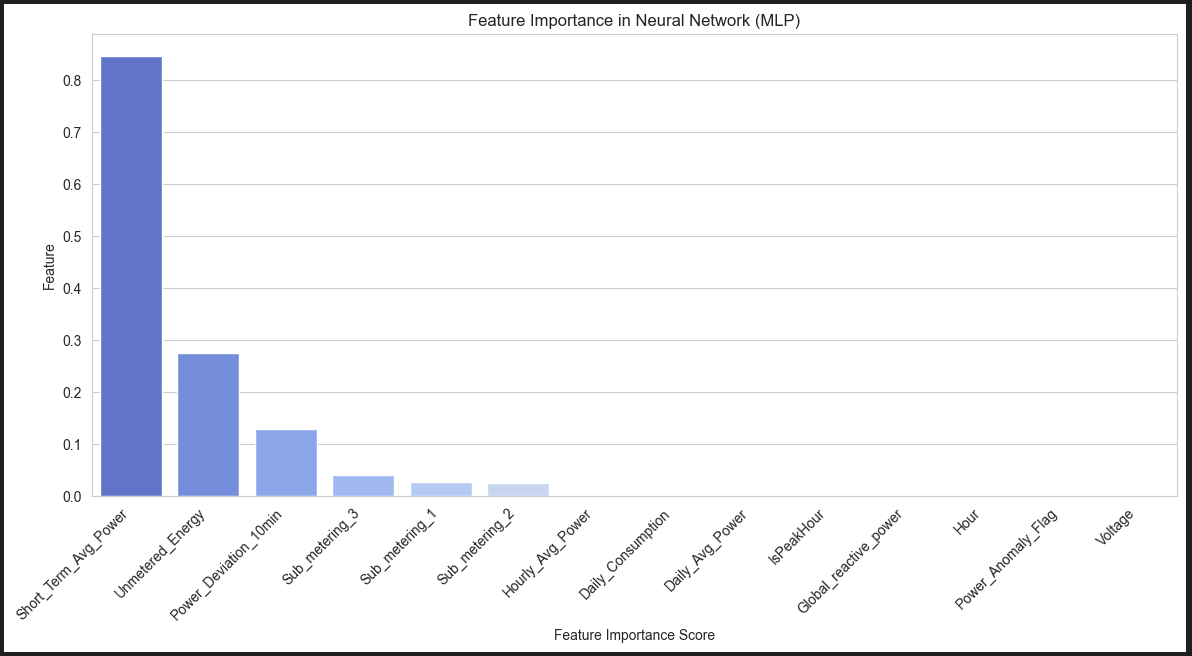 Feature Importance in Neural Network (MLP)
Feature
0.8
0.7
0.6
0.5
0.4
0.3
0.2
0.1
0.0
Short_Term_Avg_Power
Unmetered_Energy
Power_Deviation_10min
Sub_metering_3
Sub_metering_1
Sub_metering_2
Hourly_Avg_Power
Daily_Consumption
Daily_Avg_Power
IsPeakHour
Global_reactive_power
Hour
Power_Anomaly_Flag
Voltage
Feature Importance Score